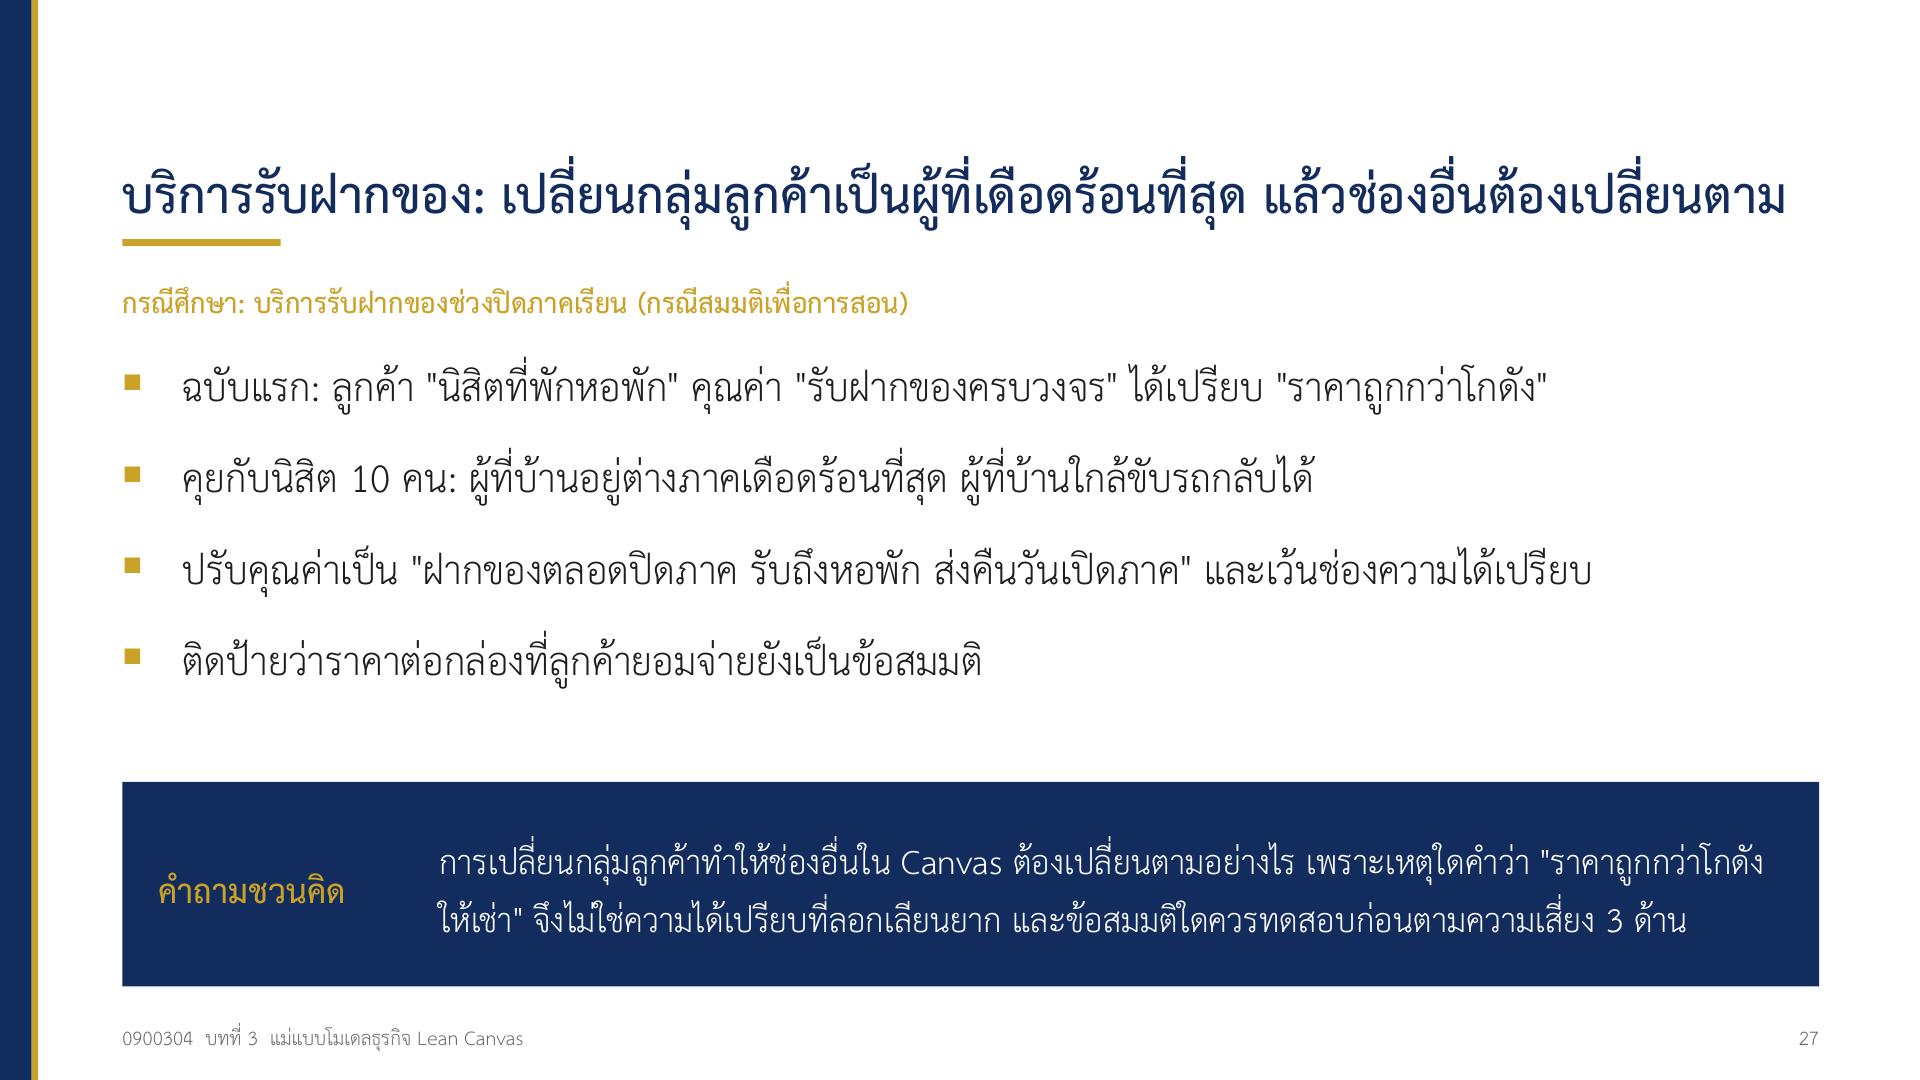 บริการรับฝากของ: เปลี่ยนกลุ่มลูกค้าเป็นผู้ที่เดือดร้อนที่สุด แล้วช่องอื่นต้องเปลี่ยนตาม
กรณีศึกษา: บริการรับฝากของช่วงปิดภาคเรียน (กรณีสมมติเพื่อการสอน)
■ ฉบับแรก: ลูกค้า "นิสิตที่พักหอพัก" คุณค่า "รับฝากของครบวงจร" ได้เปรียบ "ราคาถูกกว่าโกดัง"
■ คุยกับนิสิต 10 คน: ผู้ที่บ้านอยู่ต่างภาคเดือดร้อนที่สุด ผู้ที่บ้านใกล้ขับรถกลับได้
■ ปรับคุณค่าเป็น "ฝากของตลอดปิดภาค รับถึงหอพัก ส่งคืนวันเปิดภาค" และเว้นช่องความได้เปรียบ
■ ติดป้ายว่าราคาต่อกล่องที่ลูกค้ายอมจ่ายยังเป็นข้อสมมติ
คำถามชวนคิด
การเปลี่ยนกลุ่มลูกค้าทำให้ช่องอื่นใน Canvas ต้องเปลี่ยนตามอย่างไร เพราะเหตุใดคำว่า "ราคาถูกกว่าโกดัง
ให้เช่า" จึงไม่ใช่ความได้เปรียบที่ลอกเลียนยาก และข้อสมมติใดควรทดสอบก่อนตามความเสี่ยง 3 ด้าน
0900304 บทที่ 3 แม่แบบโมเดลธุรกิจ Lean Canvas
27